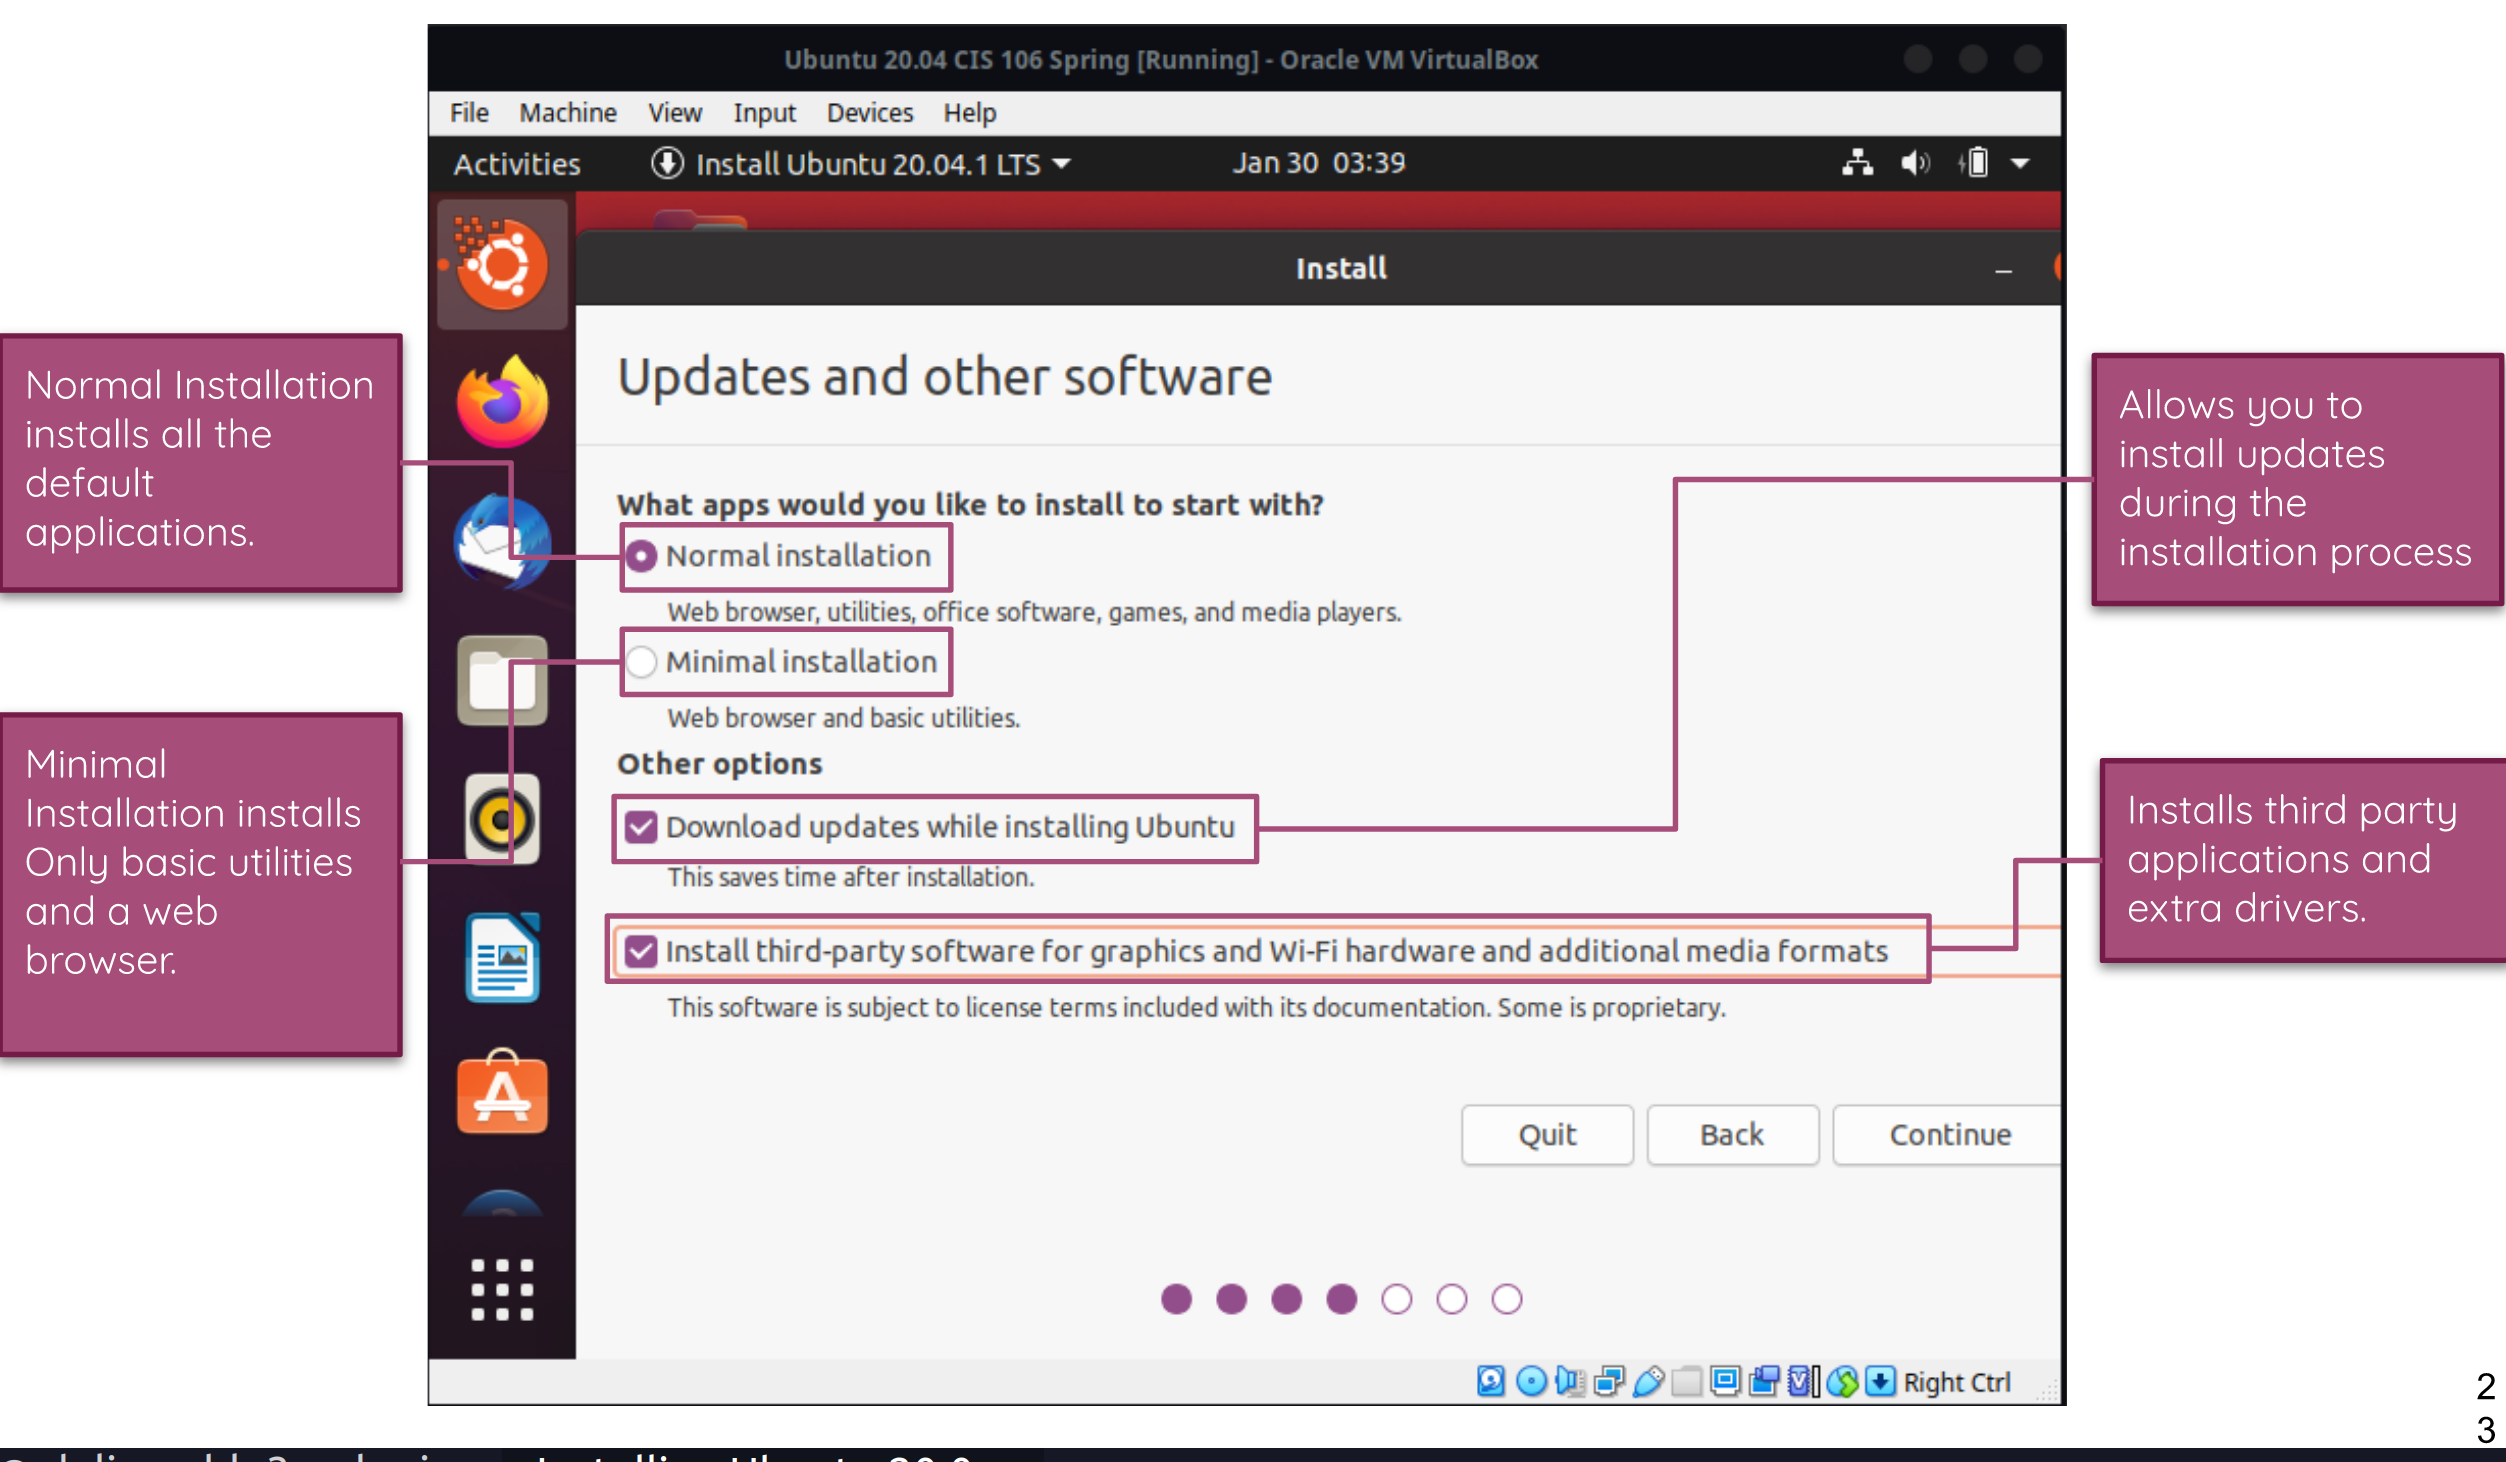 Ubuntu 20.04 CIS 106 Spring [Running] - Oracle VM VirtualBox
File Machine View Input Devices Help
Activities Install Ubuntu 20.04.1 LTS Jan 30 03:39
Install
Updates and other software
What apps would you like to install to start with?
Normal installation
Web browser, utilities, office software, games, and media players.
Minimal installation
Web browser and basic utilities.
Other options
Download updates while installing Ubuntu
This saves time after installation.
Install third-party software for graphics and Wi-Fi hardware and additional media formats
This software is subject to license terms included with its documentation. Some is proprietary.
Quit Back Continue
Right Ctrl
Normal Installation
installs all the
default
applications.
Minimal
Installation installs
Only basic utilities
and a web
browser.
Allows you to
install updates
during the
installation process
Installs third party
applications and
extra drivers.
2
3